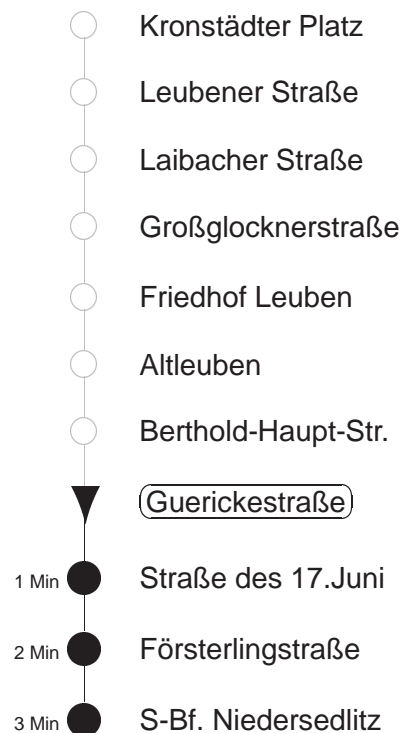 Kronstädter Platz
Leubener Straße
Laibacher Straße
Großglocknerstraße
Friedhof Leuben
Altleuben
Berthold-Haupt-Str.
Guerickestraße
1 Min Straße des 17.Juni
2 Min Försterlingstraße
3 Min S-Bf. Niedersedlitz